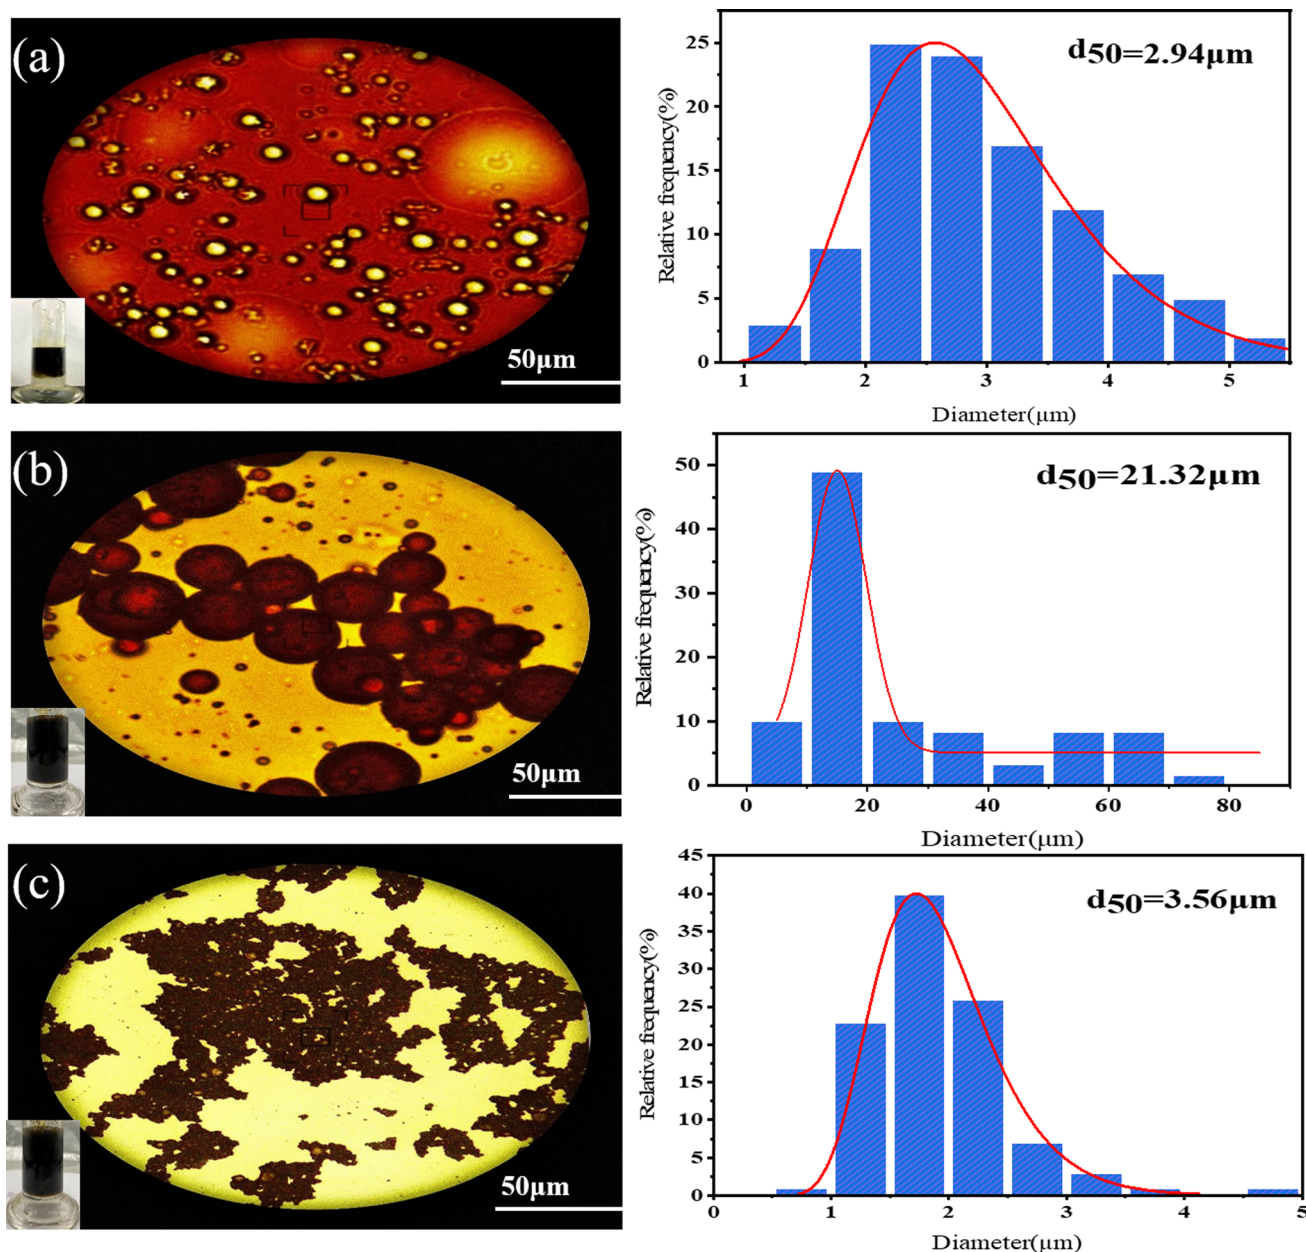 (a)
50μm
d50=2.94μm
Relative frequency(%)
25
20
15
10
5
0
1 2 3 4 5
Diameter(μm)
(b)
50μm
d50=21.32μm
Relative frequency(%)
50
40
30
20
10
0
0 20 40 60 80
Diameter(μm)
(c)
50μm
d50=3.56μm
Relative frequency(%)
45
40
35
30
25
20
15
10
5
0
0 1 2 3 4 5
Diameter(μm)